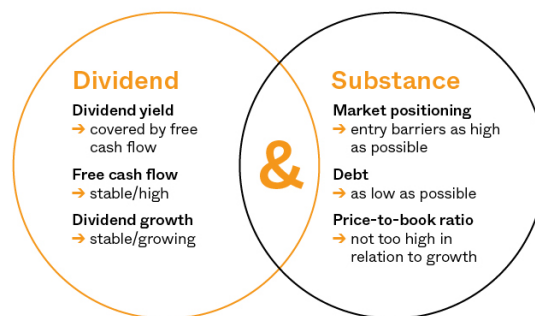 Dividend
Dividend yield
→ covered by free
cash flow
Free cash flow
→ stable/high
Dividend growth
→ stable/growing
&
Substance
Market positioning
→ entry barriers as high
as possible
Debt
→ as low as possible
Price-to-book ratio
→ not too high in
relation to growth